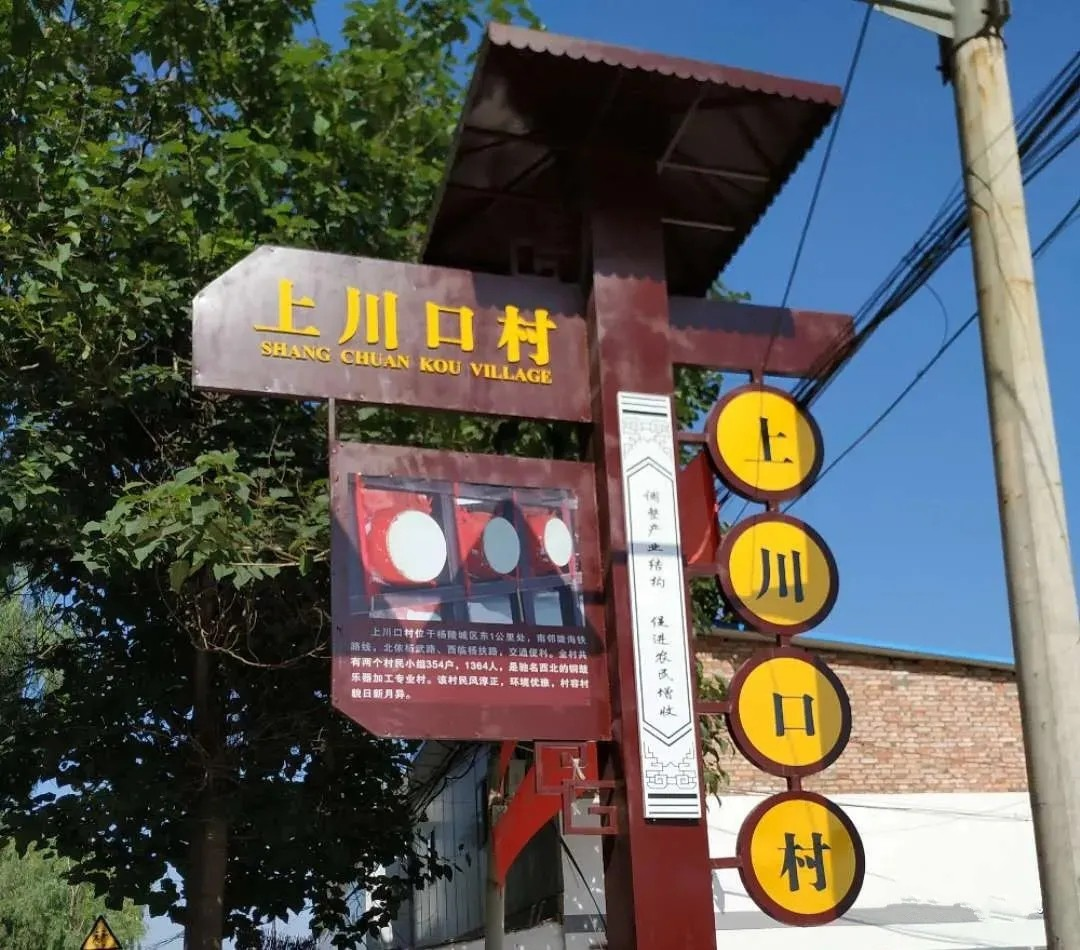 上川口村
SHANG CHUAN KOU VILLAGE
上川口村位于杨陵城区东1公里处，南邻陇海铁
路线，北依杨武路、西临杨扶路，交通便利。全村共
有两个村民小组354户，1364人，是驰名西北的铜鼓
乐器加工专业村。该村民风淳正，环境优雅，村容村
貌日新月异。
调整产业结构 促进农民增收
上
川
口
村